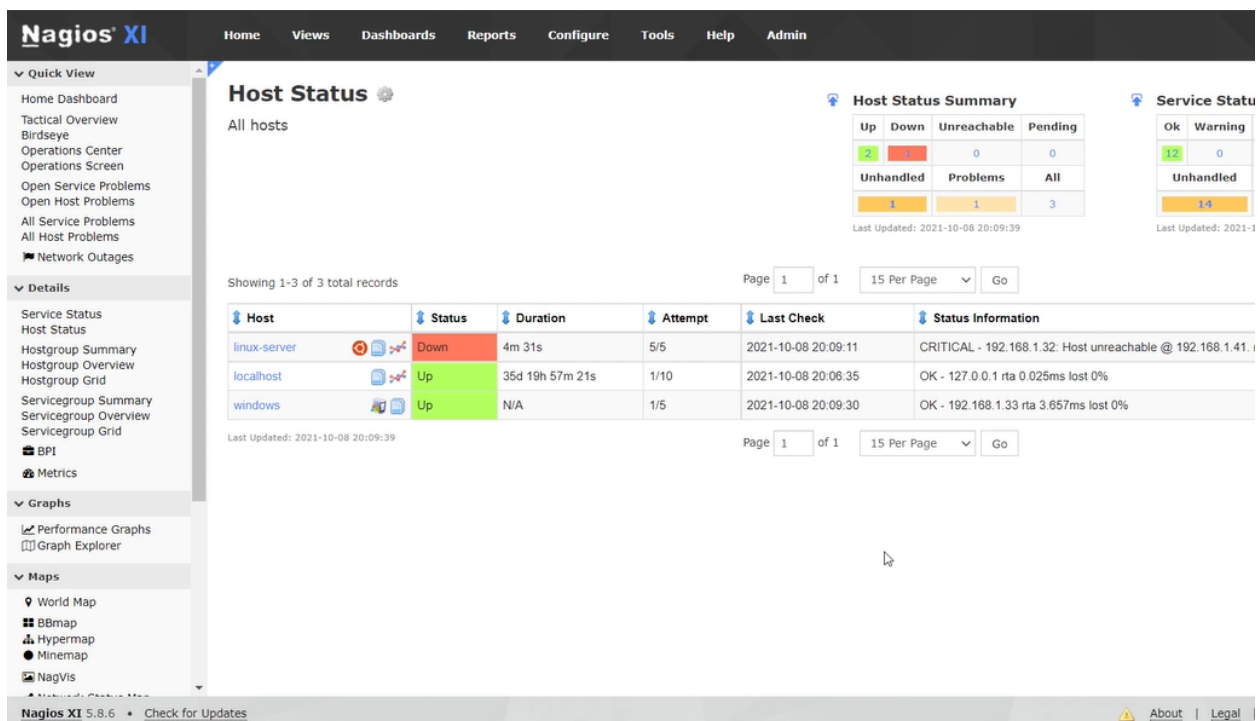 Nagios XI
Home Views Dashboards Reports Configure Tools Help Admin
Quick View
Home Dashboard
Tactical Overview
Birdseye
Operations Center
Operations Screen
Open Service Problems
Open Host Problems
All Service Problems
All Host Problems
Network Outages
Details
Service Status
Host Status
Hostgroup Summary
Hostgroup Overview
Hostgroup Grid
Servicegroup Summary
Servicegroup Overview
Servicegroup Grid
BPI
Metrics
Graphs
Performance Graphs
Graph Explorer
Maps
World Map
BBmap
Hypermap
Minemap
NagVis
Network Status Map
Host Status
All hosts
Host Status Summary
Up Down Unreachable Pending
2 1 0 0
Unhandled Problems All
1 1 3
Last Updated: 2021-10-08 20:09:39
Service Statu
Ok Warning
12 0
Unhandled
14
Last Updated: 2021-1
Showing 1-3 of 3 total records
Page 1 of 1 15 Per Page Go
Host Status Duration Attempt Last Check Status Information
linux-server Down 4m 31s 5/5 2021-10-08 20:09:11 CRITICAL - 192.168.1.32: Host unreachable @ 192.168.1.41.
localhost Up 35d 19h 57m 21s 1/10 2021-10-08 20:06:35 OK - 127.0.0.1 rta 0.025ms lost 0%
windows Up N/A 1/5 2021-10-08 20:09:30 OK - 192.168.1.33 rta 3.657ms lost 0%
Last Updated: 2021-10-08 20:09:39
Page 1 of 1 15 Per Page Go
Nagios XI 5.8.6 • Check for Updates
About | Legal |